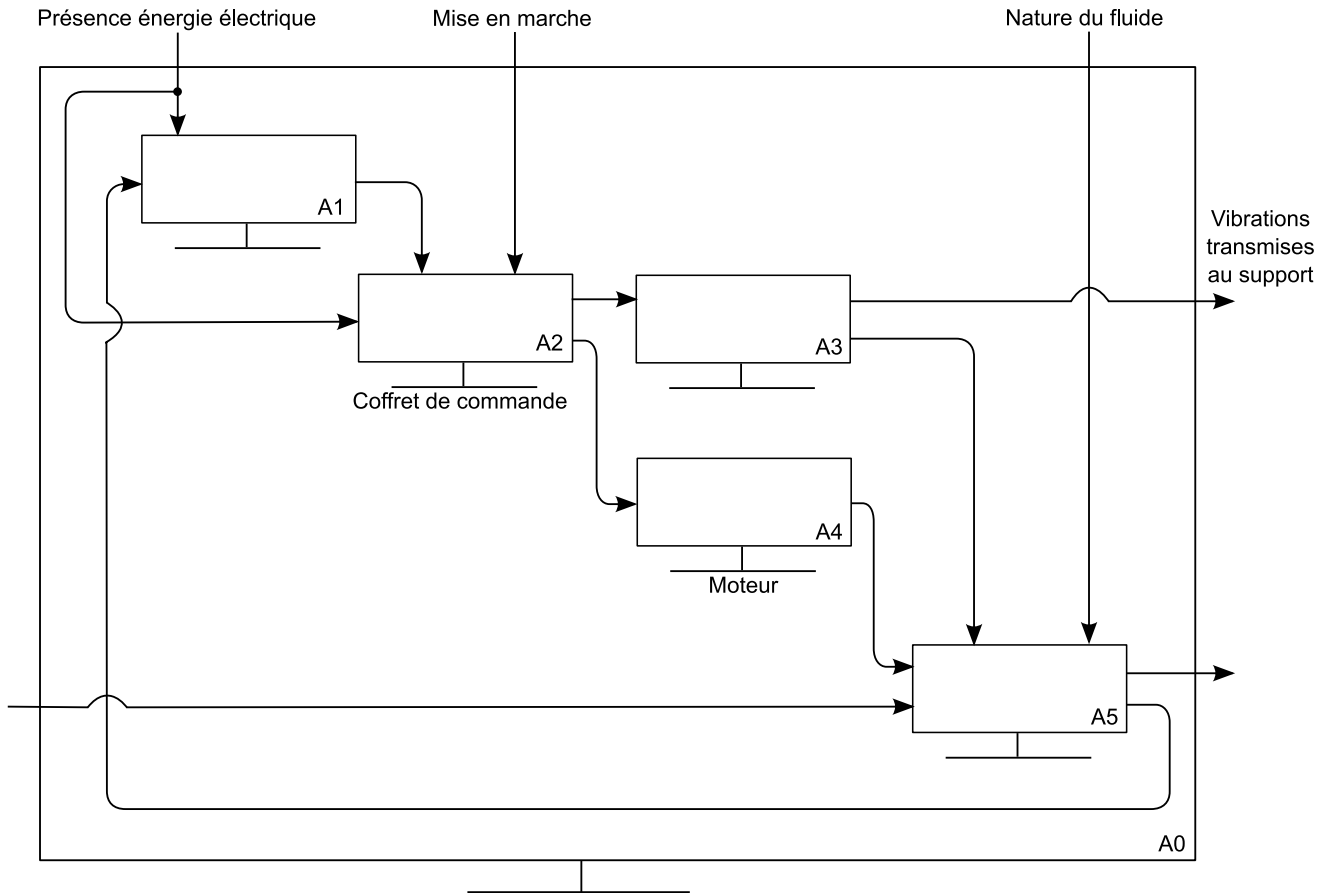 Présence énergie électrique
Mise en marche
Nature du fluide
A1
Vibrations
transmises
au support
A2
A3
Coffret de commande
A4
Moteur
A5
A0